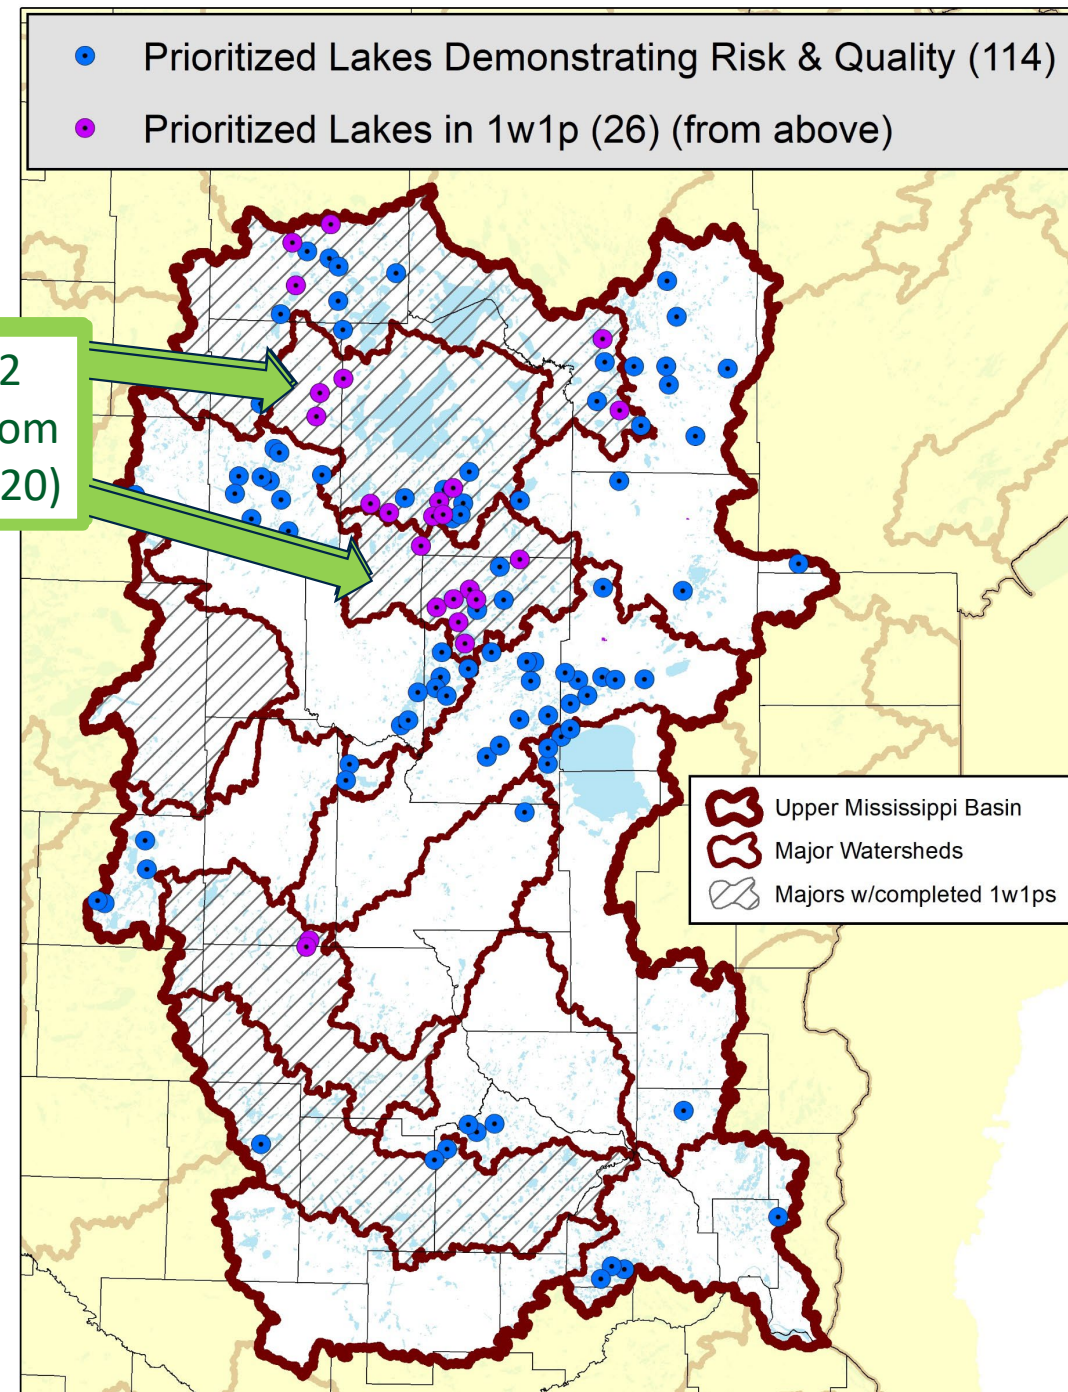 Prioritized Lakes Demonstrating Risk & Quality (114)
Prioritized Lakes in 1w1p (26) (from above)
2
om
20)
Upper Mississippi Basin
Major Watersheds
Majors w/completed 1w1ps